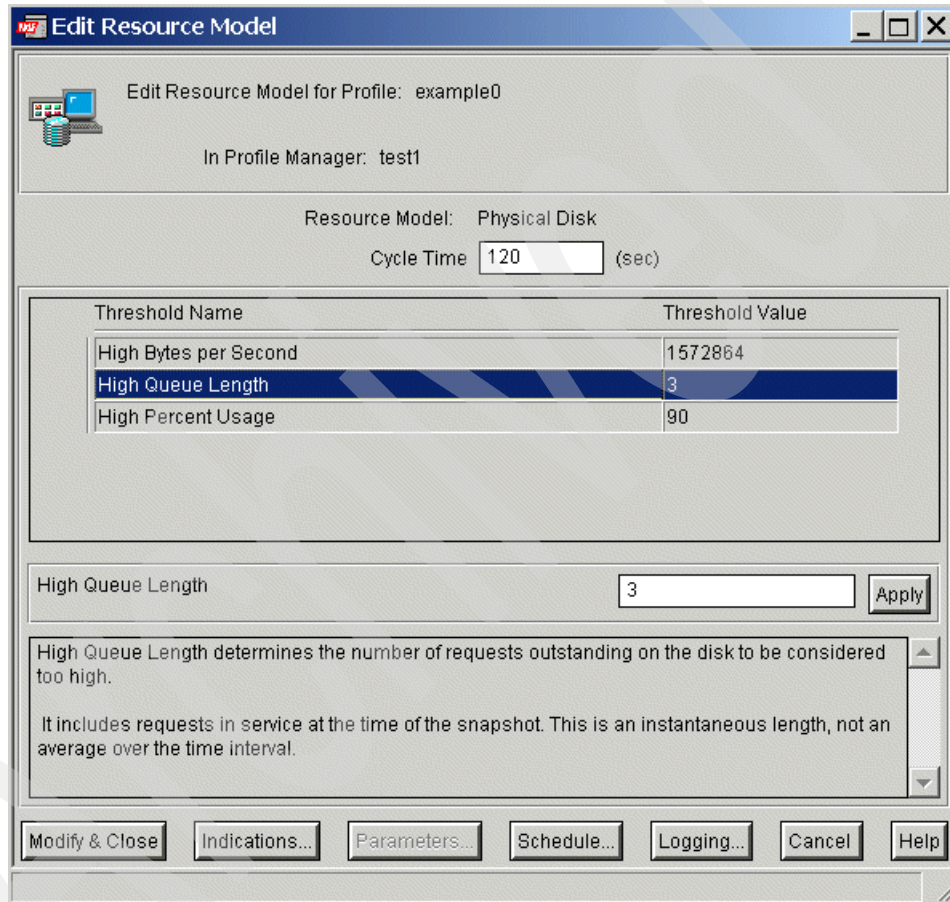 Edit Resource Model
Edit Resource Model for Profile: example0
In Profile Manager: test1
Resource Model: Physical Disk
Cycle Time 120 (sec)
Threshold Name Threshold Value
High Bytes per Second 1572864
High Queue Length 3
High Percent Usage 90
High Queue Length 3 Apply
High Queue Length determines the number of requests outstanding on the disk to be considered
too high.
It includes requests in service at the time of the snapshot. This is an instantaneous length, not an
average over the time interval.
Modify & Close Indications... Parameters... Schedule... Logging... Cancel Help